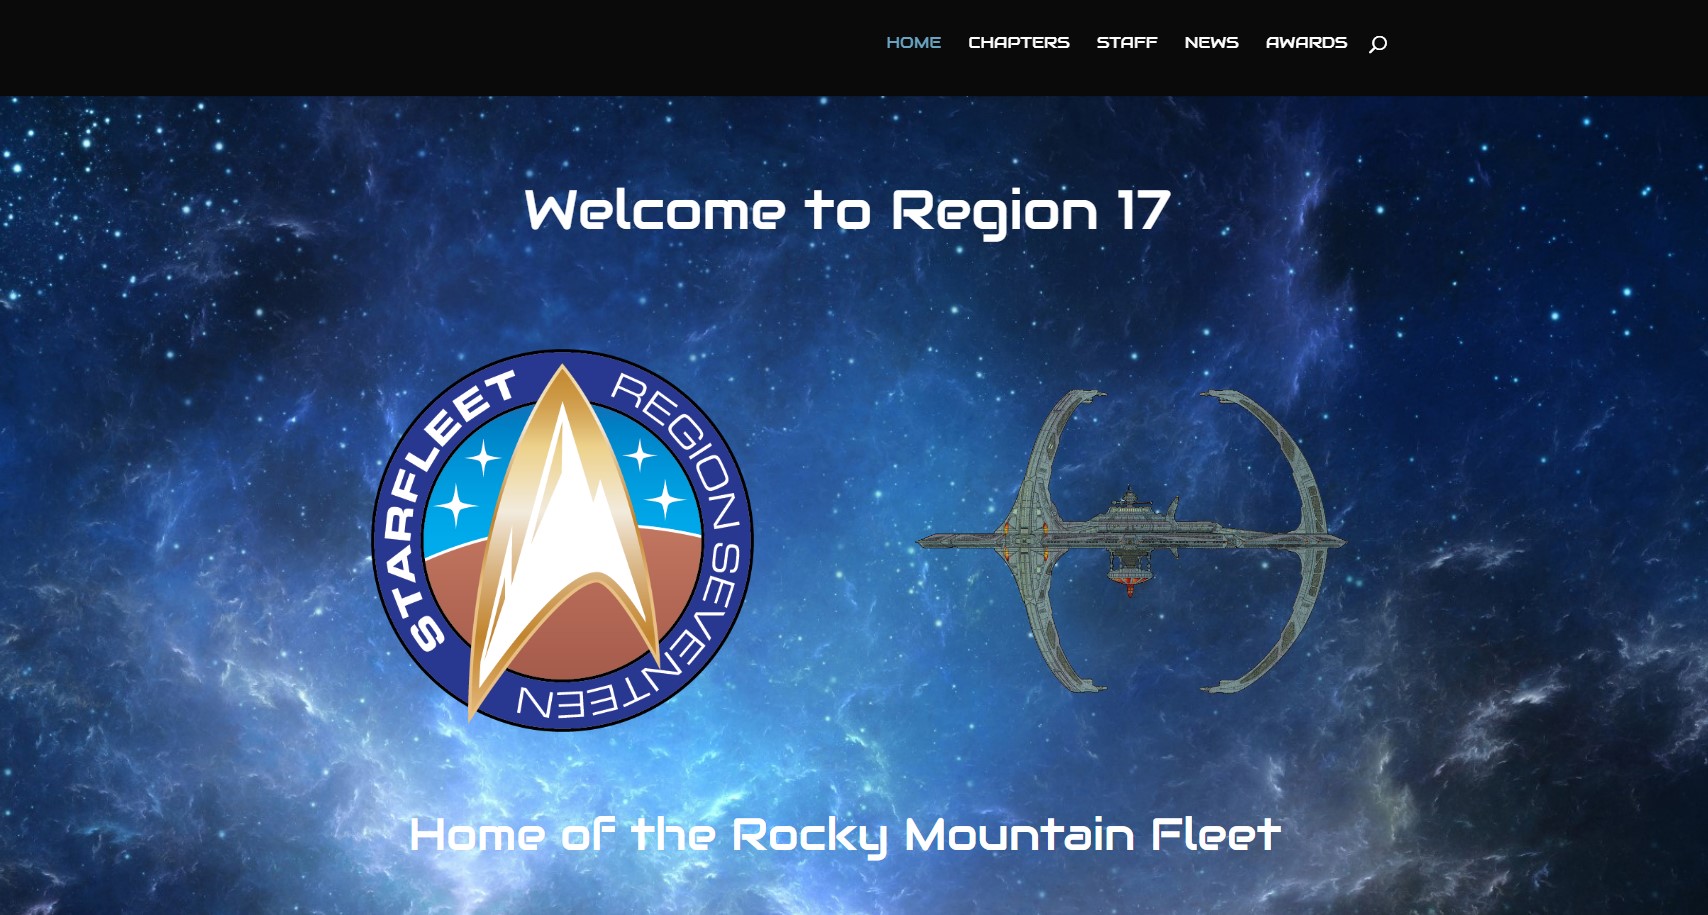 HOME CHAPTERS STAFF NEWS AWARDS
Welcome to Region 17
STARFLEET
REGION SEVENTEEN
Home of the Rocky Mountain Fleet